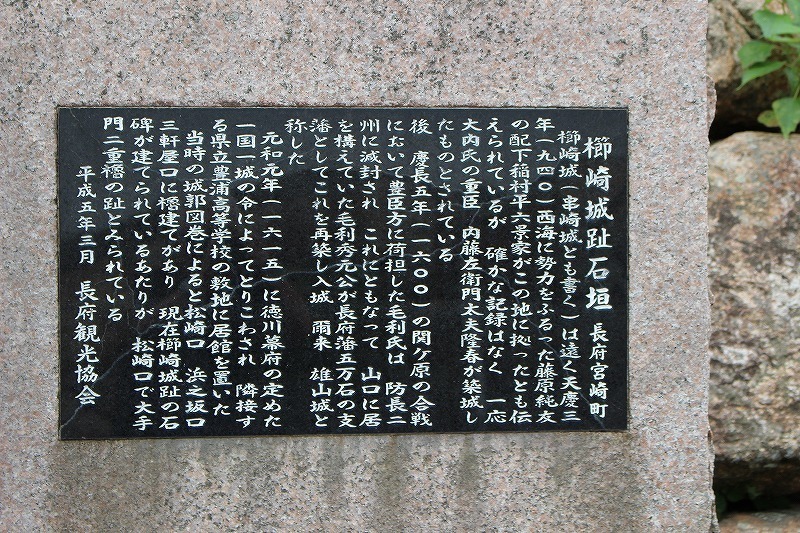 櫛崎城趾石垣 長府宮崎町
櫛崎城(串崎城とも書く)は遠く天慶三
年(九四〇)西海に勢力をふるった藤原純友
の配下稲村平六景家がこの地に拠ったとも伝
えられているが 確かな記録はなく 一応
大内氏の重臣 内藤左衛門太夫隆春が築城し
たものとされている
後 慶長五年(一六〇〇)の関ケ原の合戦
において豊臣方に荷担した毛利氏は 防長二
州に減封され これにともなって 山口に居
を構えていた毛利秀元公が長府藩五万石の支
藩としてこれを再築し入城 爾来 雄山城と
称した
元和元年(一六一五)に徳川幕府の定めた
一国一城の令によってとりこわされ 隣接す
る県立豊浦高等学校の敷地に居館を置いた
当時の城郭図巻によると松崎口 浜之坂口
三軒屋口に櫓建てがあり 現在櫛崎城趾の石
碑が建てられているあたりが 松崎口で大手
門二重櫓の趾とみられている
平成五年三月 長府観光協会